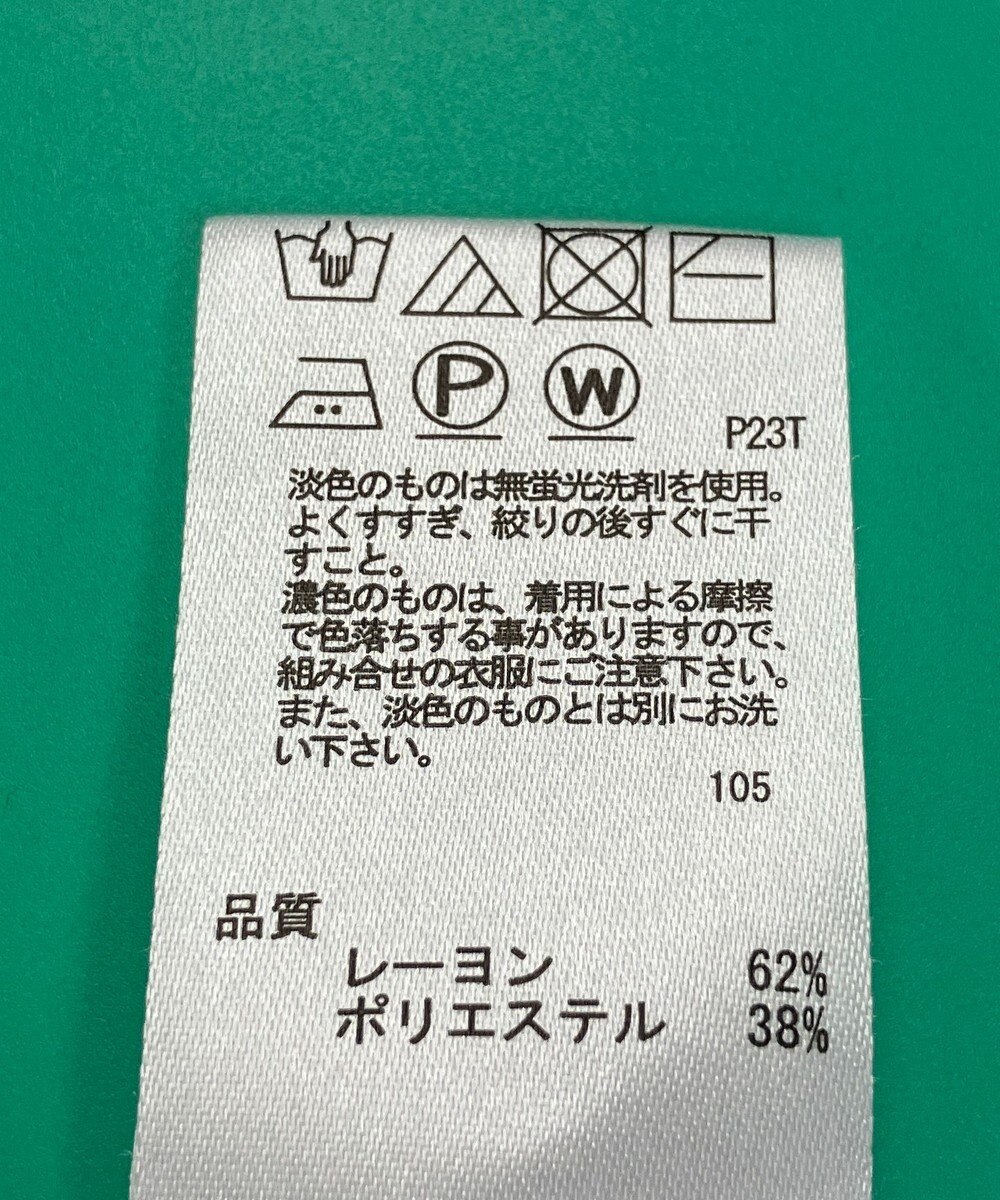 P
W
P23T
淡色のものは無蛍光洗剤を使用。
よくすすぎ、絞りの後すぐに干
すこと。
濃色のものは、着用による摩擦
で色落ちする事がありますので、
組み合せの衣服にご注意下さい。
また、淡色のものとは別にお洗
い下さい。
105
品質
レーヨン 62%
ポリエステル 38%